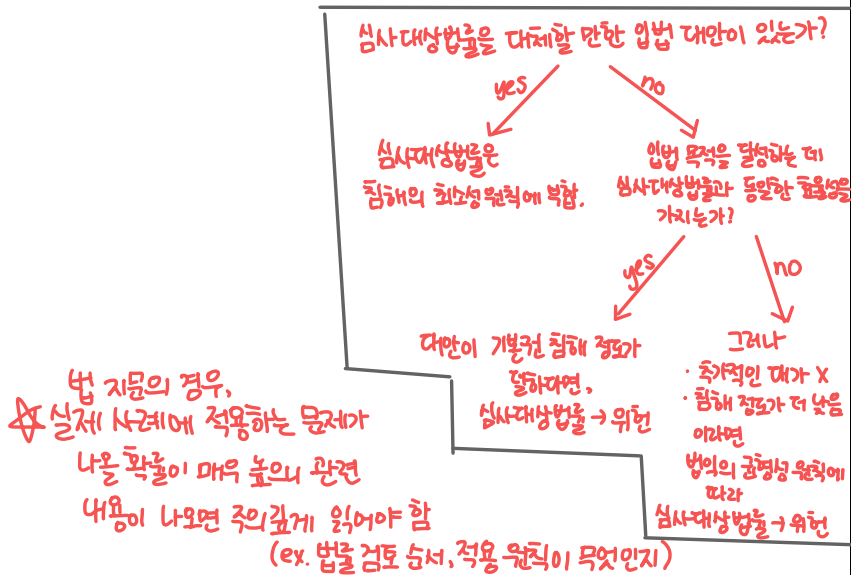 심사대상법률을 대체할 만한 입법 대안이 있는가?
yes
no
심사대상법률은
침해의 최소성 원칙에 부합.
입법 목적을 달성하는 데
심사대상법률과 동일한 효율성을
가지는가?
yes
no
대안이 기본권 침해 정도가
덜하다면,
심사대상법률 → 위헌
그러나
· 추가적인 대가 X
· 침해 정도가 더 낮음
이라면
법익의 균형성 원칙에
따라
심사대상법률 → 위헌
법 지문의 경우,
☆ 실제 사례에 적용하는 문제가
나올 확률이 매우 높으니 관련
내용이 나오면 주의깊게 읽어야 함
(ex. 법률 검토 순서, 적용 원칙이 무엇인지)